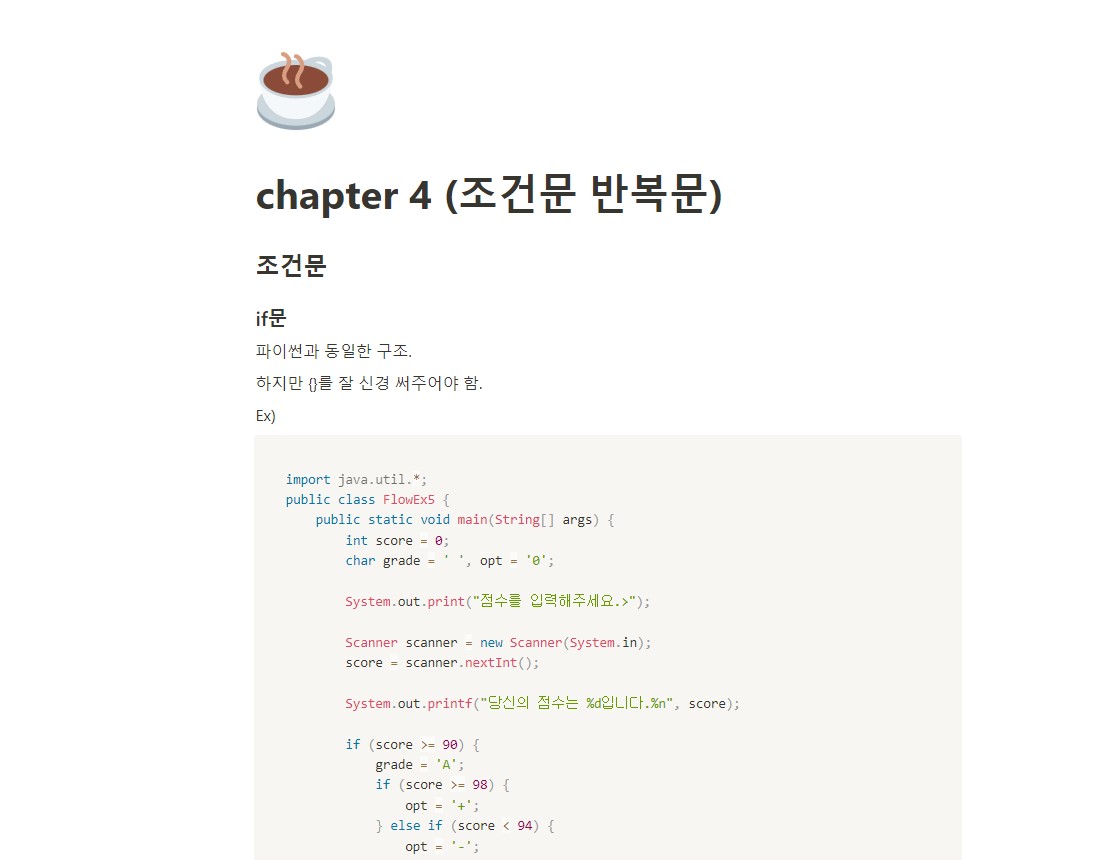 chapter 4 (조건문 반복문)
조건문
if문
파이썬과 동일한 구조.
하지만 {}를 잘 신경 써주어야 함.
Ex)
import java.util.*;
public class FlowEx5 {
    public static void main(String[] args) {
        int score = 0;
        char grade = ' ', opt = '0';
        System.out.print("점수를 입력해주세요.>");
        Scanner scanner = new Scanner(System.in);
        score = scanner.nextInt();
        System.out.printf("당신의 점수는 %d입니다.%n", score);
        if (score >= 90) {
            grade = 'A';
            if (score >= 98) {
                opt = '+';
            } else if (score < 94) {
                opt = '-';